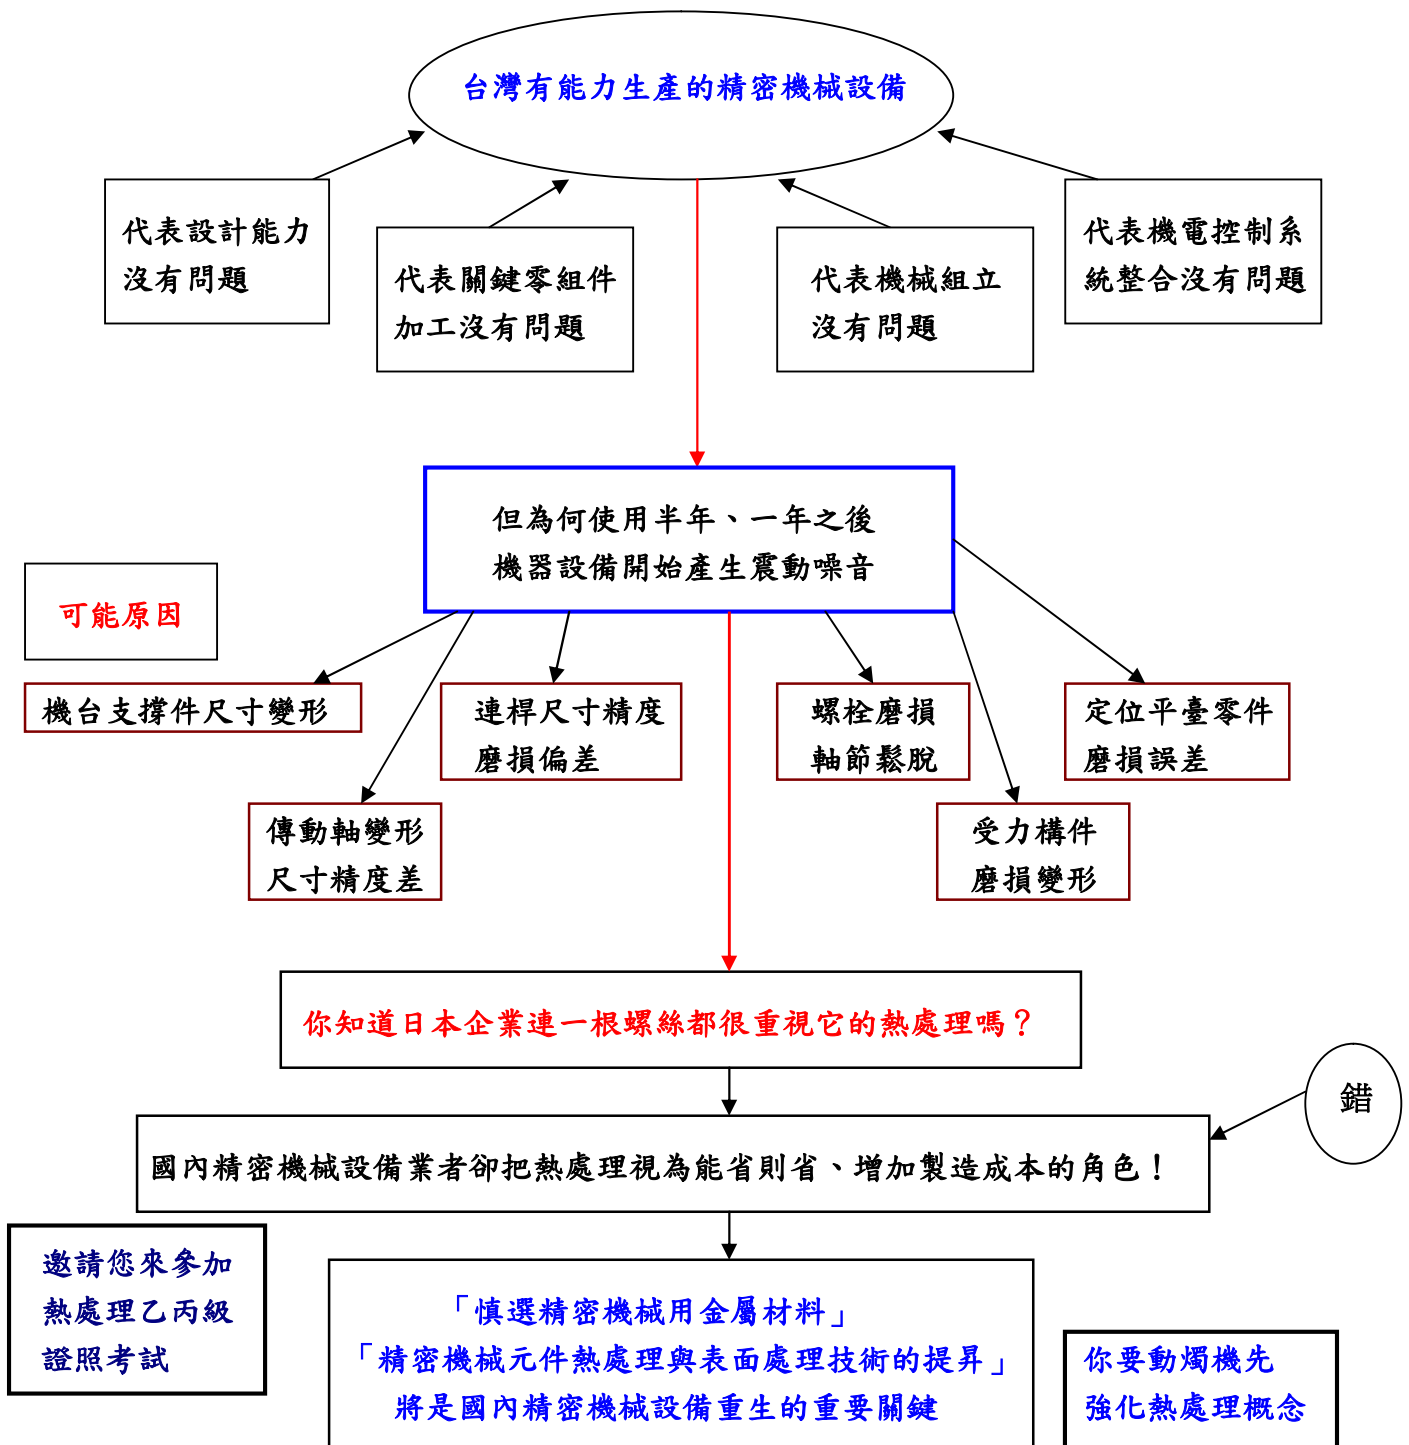 台灣有能力生產的精密機械設備
代表設計能力
沒有問題
代表關鍵零組件
加工沒有問題
代表機械組立
沒有問題
代表機電控制系
統整合沒有問題
但為何使用半年、一年之後
機器設備開始產生震動噪音
可能原因
機台支撐件尺寸變形
傳動軸變形
尺寸精度差
連桿尺寸精度
磨損偏差
螺栓磨損
軸節鬆脫
受力構件
磨損變形
定位平臺零件
磨損誤差
你知道日本企業連一根螺絲都很重視它的熱處理嗎？
錯
國內精密機械設備業者卻把熱處理視為能省則省、增加製造成本的角色！
邀請您來參加
熱處理乙丙級
證照考試
「慎選精密機械用金屬材料」
「精密機械元件熱處理與表面處理技術的提昇」
將是國內精密機械設備重生的重要關鍵
你要動燭機先
強化熱處理概念